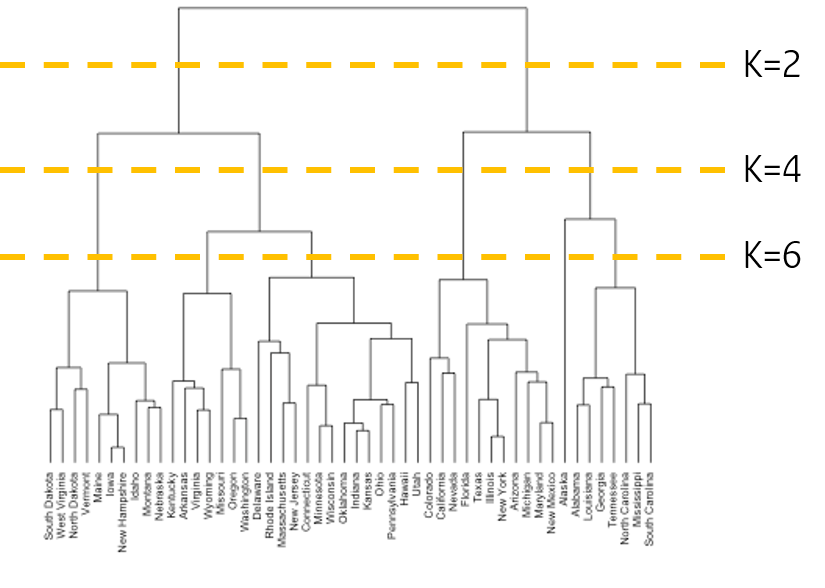 K=2
K=4
K=6
South Dakota
West Virginia
North Dakota
Vermont
Maine
Iowa
New Hampshire
Idaho
Montana
Nebraska
Kentucky
Arkansas
Virginia
Wyoming
Missouri
Oregon
Washington
Delaware
Rhode Island
Massachusetts
New Jersey
Connecticut
Minnesota
Wisconsin
Oklahoma
Indiana
Kansas
Ohio
Pennsylvania
Hawaii
Utah
Colorado
California
Nevada
Florida
Texas
Illinois
New York
Arizona
Michigan
Maryland
New Mexico
Alaska
Alabama
Louisiana
Georgia
Tennessee
North Carolina
Mississippi
South Carolina